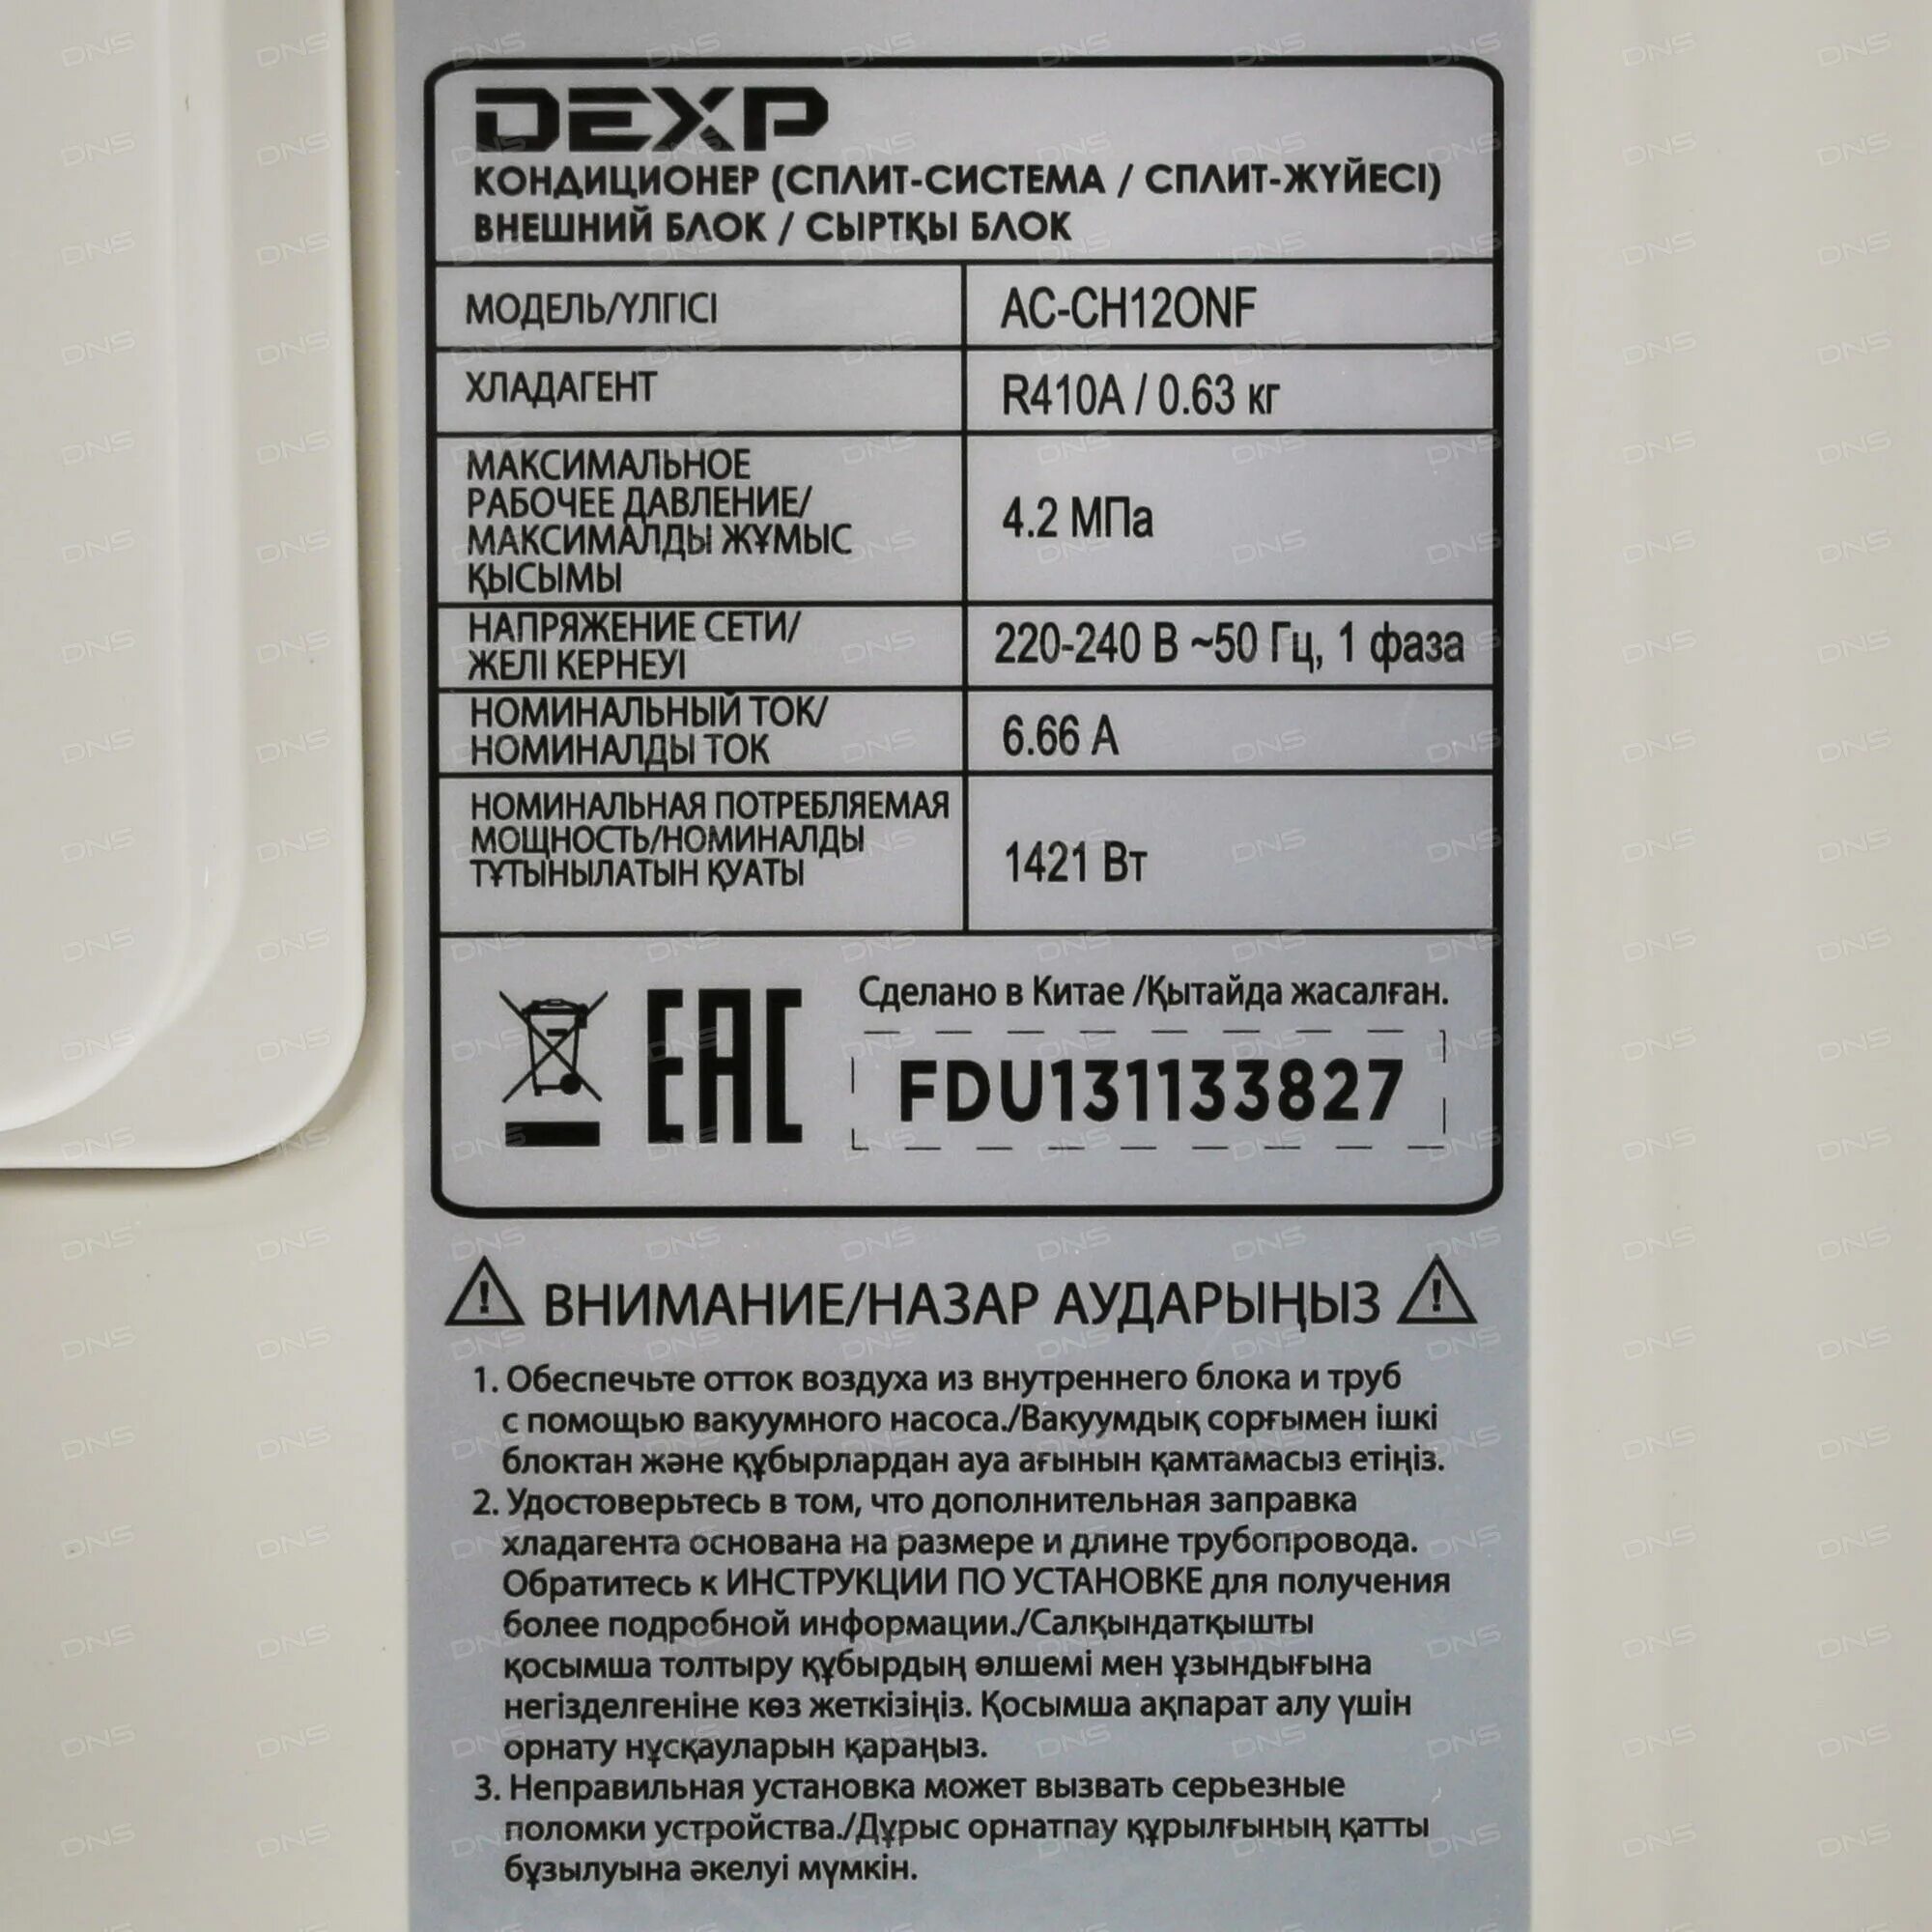 DEXP
КОНДИЦИОНЕР (СПЛИТ-СИСТЕМА / СПЛИТ-ЖҮЙЕСІ)
ВНЕШНИЙ БЛОК / СЫРТҚЫ БЛОК
МОДЕЛЬ/ҮЛГІСІ AC-CH12ONF
ХЛАДАГЕНТ R410A / 0.63 кг
МАКСИМАЛЬНОЕ
РАБОЧЕЕ ДАВЛЕНИЕ/
МАКСИМАЛДЫ ЖҰМЫС
ҚЫСЫМЫ
4.2 МПа
НАПРЯЖЕНИЕ СЕТИ/
ЖЕЛІ КЕРНЕУІ
220-240 В ~50 Гц, 1 фаза
НОМИНАЛЬНЫЙ ТОК/
НОМИНАЛДЫ ТОК
6.66 А
НОМИНАЛЬНАЯ ПОТРЕБЛЯЕМАЯ
МОЩНОСТЬ/НОМИНАЛДЫ
ТҰТЫНЫЛАТЫН ҚУАТЫ
1421 Вт
EAC
Сделано в Китае /Қытайда жасалған.
FDU131133827
ВНИМАНИЕ/НАЗАР АУДАРЫҢЫЗ
1. Обеспечьте отток воздуха из внутреннего блока и труб
с помощью вакуумного насоса./Вакуумдық сорғымен ішкі
блоктан және құбырлардан ауа ағынын қамтамасыз етіңіз.
2. Удостоверьтесь в том, что дополнительная заправка
хладагента основана на размере и длине трубопровода.
Обратитесь к ИНСТРУКЦИИ ПО УСТАНОВКЕ для получения
более подробной информации./Салқындатқышты
қосымша толтыру құбырдың өлшемі мен ұзындығына
негізделгеніне көз жеткізіңіз. Қосымша ақпарат алу үшін
орнату нұсқауларын қараңыз.
3. Неправильная установка может вызвать серьезные
поломки устройства./Дұрыс орнатпау құрылғының қатты
бұзылуына әкелуі мүмкін.
DNS